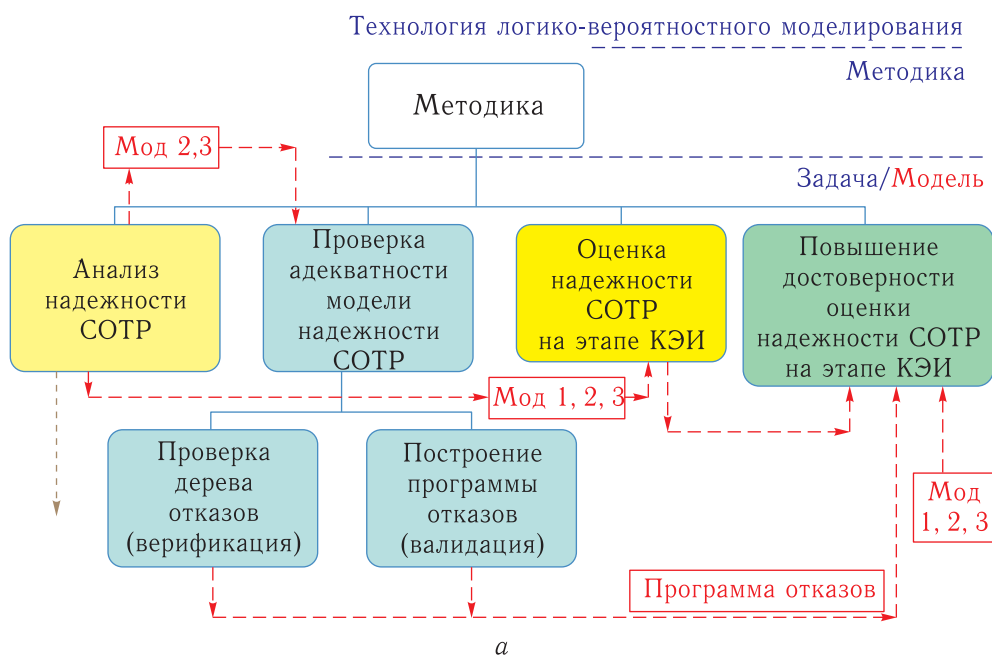 Технология логико-вероятностного моделирования
Методика
Методика
Мод 2,3
Задача/Модель
Анализ
надежности
СОТР
Проверка
адекватности
модели
надежности
СОТР
Оценка
надежности
СОТР
на этапе КЭИ
Повышение
достоверности
оценки
надежности СОТР
на этапе КЭИ
Мод 1, 2, 3
Проверка
дерева
отказов
(верификация)
Построение
программы
отказов
(валидация)
Мод
1, 2, 3
Программа отказов
а